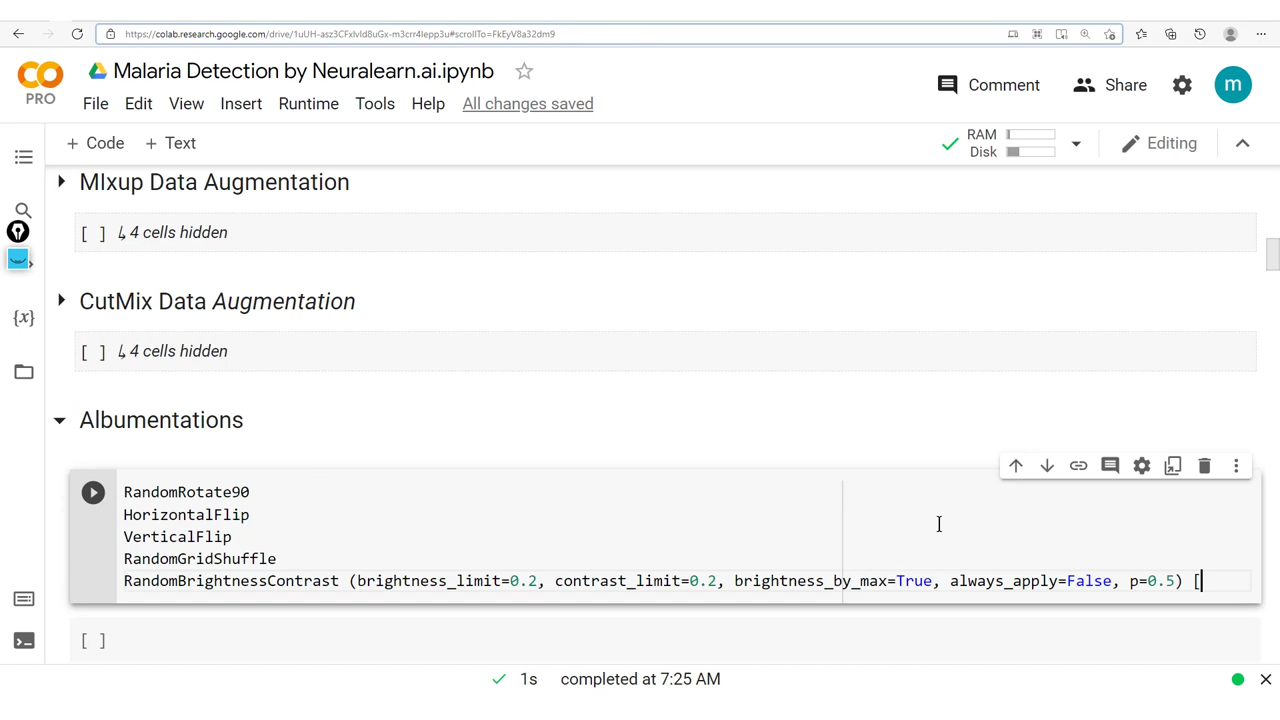 https://colab.research.google.com/drive/1uUH-asz3CFxlvId8uGx-m3crr4lepp3u#scrollTo=FkEyV8a32dm9
CO
PRO
Malaria Detection by Neuralearn.ai.ipynb
File Edit View Insert Runtime Tools Help All changes saved
Comment
Share
m
+ Code + Text
RAM
Disk
Editing
MIxup Data Augmentation
[ ] ↳ 4 cells hidden
CutMix Data Augmentation
{x}
[ ] ↳ 4 cells hidden
Albumentations
RandomRotate90
HorizontalFlip
VerticalFlip
RandomGridShuffle
RandomBrightnessContrast (brightness_limit=0.2, contrast_limit=0.2, brightness_by_max=True, always_apply=False, p=0.5) [
[ ]
1s completed at 7:25 AM